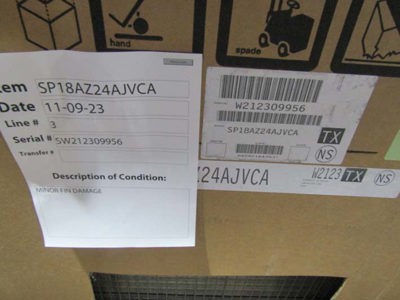 hand
spade
Item SP18AZ24AJVCA
Date 11-09-23
Line # 3
Serial # SW212309956
Transfer #
Description of Condition:
MINOR FIN DAMAGE
W212309956
SP18AZ24AJVCA
TX
NS
Z24AJVCA W2123 TX NS